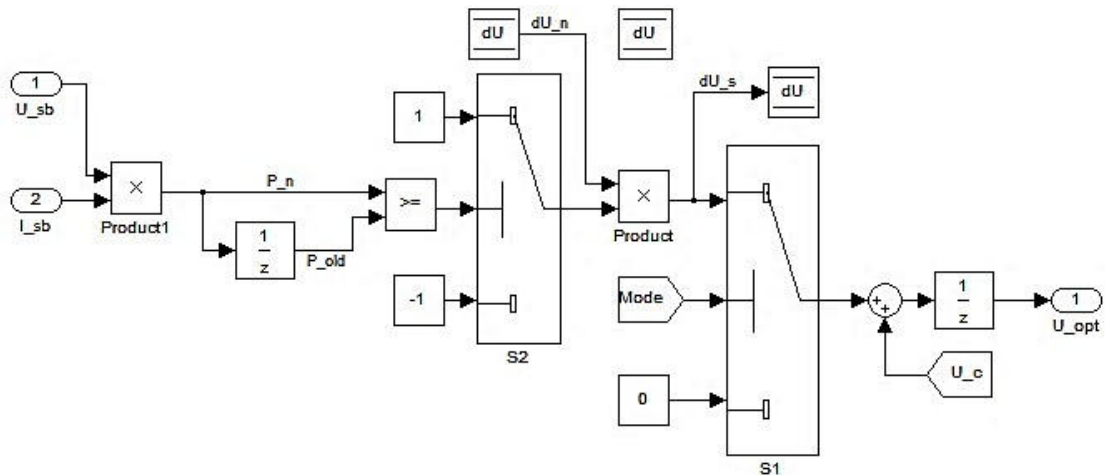 dU
dU_n
dU
dU_s
dU
1
U_sb
2
I_sb
×
Product1
P_n
1
z
P_old
>=
1
-1
S2
×
Product
Mode
0
S1
+
+
U_c
1
z
1
U_opt